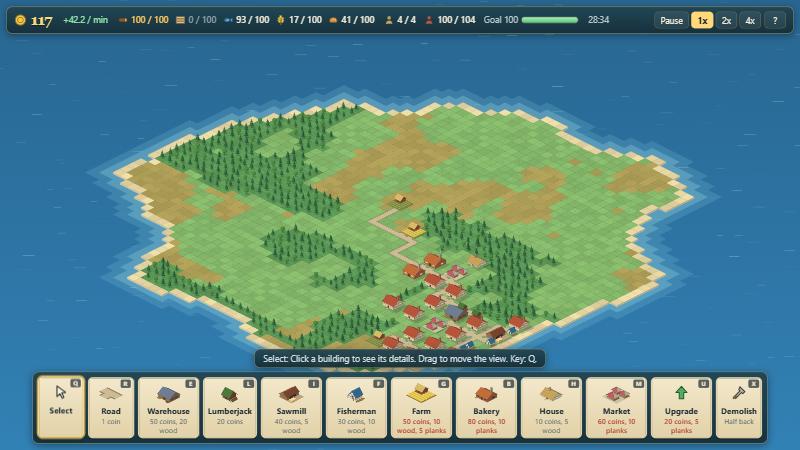 117 +42.2 / min 100 / 100 0 / 100 93 / 100 17 / 100 41 / 100 4 / 4 100 / 104 Goal 100 28:34 Pause 1x 2x 4x ?
Select: Click a building to see its details. Drag to move the view. Key: Q.
Q R E L I F G B H M U X
Select Road Warehouse Lumberjack Sawmill Fisherman Farm Bakery House Market Upgrade Demolish
1 coin 50 coins, 20 wood 20 coins 40 coins, 5 wood 30 coins, 10 wood 50 coins, 10 wood, 5 planks 80 coins, 10 planks 10 coins, 5 wood 60 coins, 10 planks 20 coins, 5 planks Half back